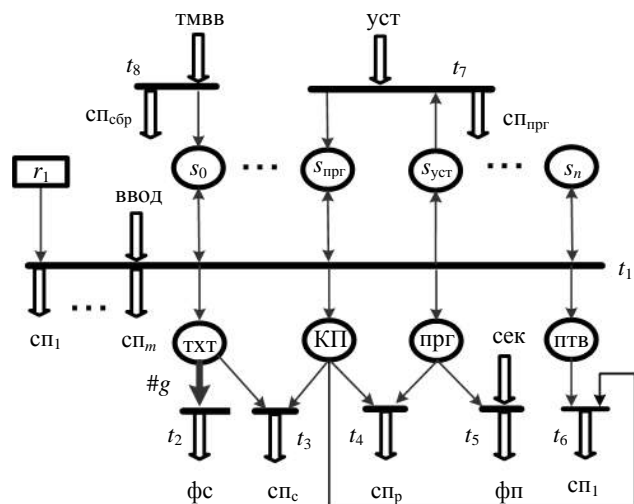 тмвв уст
t8 t7
спсбр сппрг
r1 s0 ... sпрг sуст ... sn
ввод
t1
сп1 ... спm
тхт КП прг сек птв
#g
t2 t3 t4 t5 t6
фс спс спр фп сп1